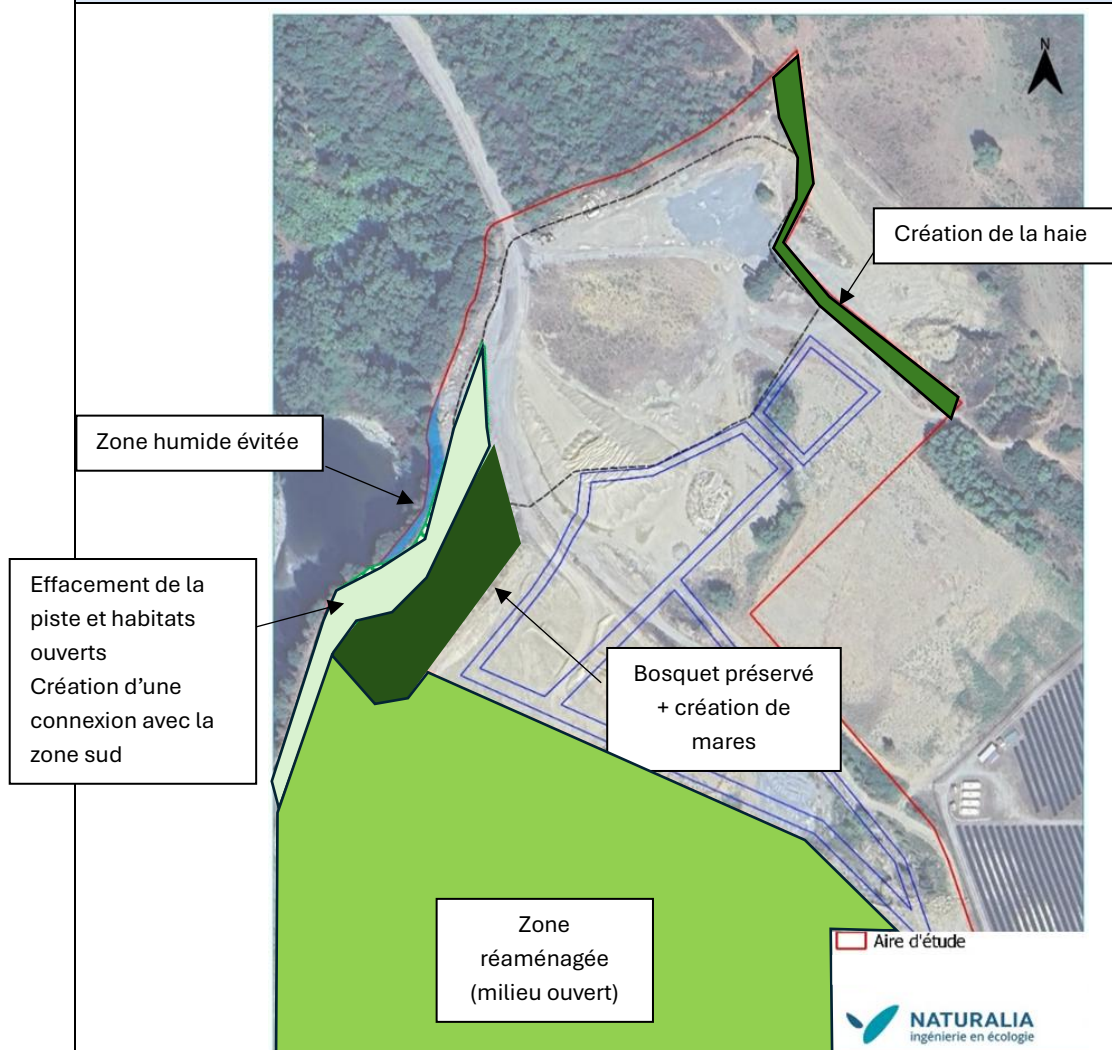 N
Création de la haie
Zone humide évitée
Effacement de la
piste et habitats
ouverts
Création d’une
connexion avec la
zone sud
Bosquet préservé
+ création de
mares
Zone
réaménagée
(milieu ouvert)
Aire d'étude
NATURALIA
ingénierie en écologie